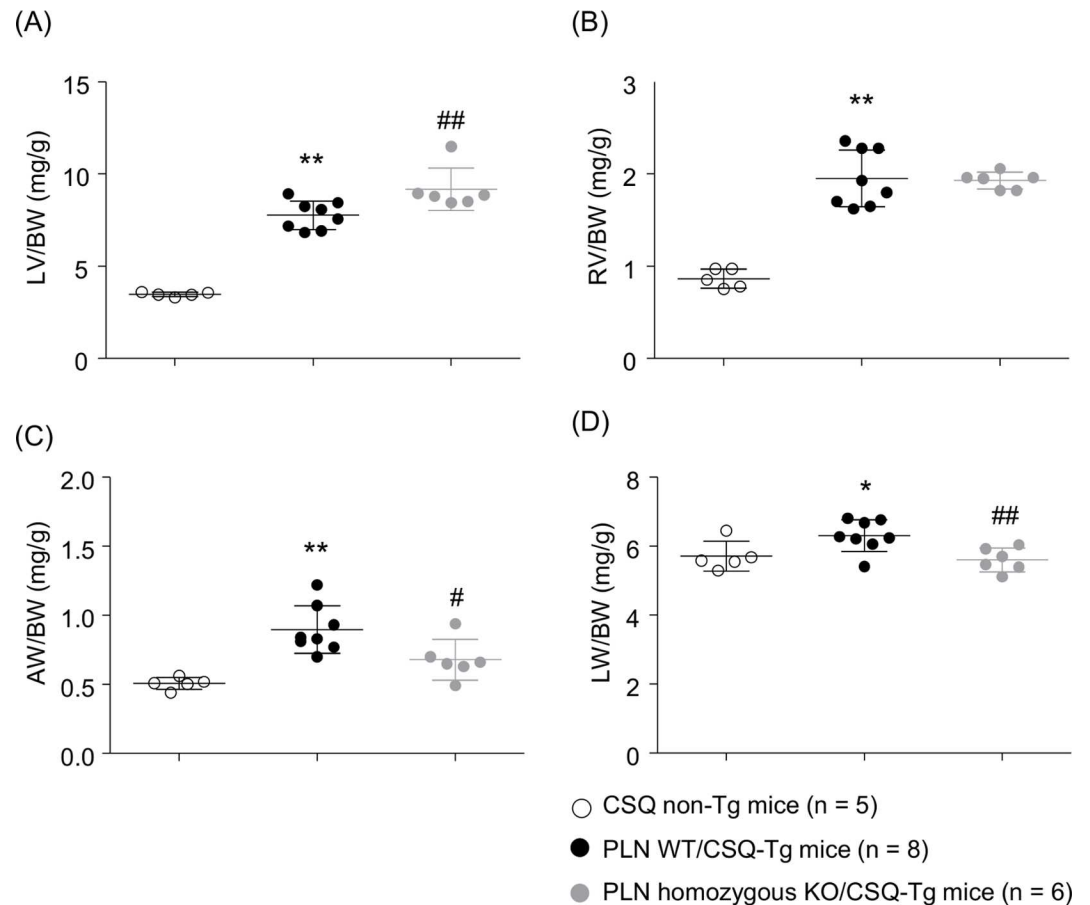 (A)
LV/BW (mg/g)
15
10
5
0
**
##
(B)
RV/BW (mg/g)
3
2
1
0
**
(C)
AW/BW (mg/g)
2.0
1.5
1.0
0.5
0.0
**
#
(D)
LW/BW (mg/g)
8
6
4
2
0
*
##
CSQ non-Tg mice (n = 5)
PLN WT/CSQ-Tg mice (n = 8)
PLN homozygous KO/CSQ-Tg mice (n = 6)